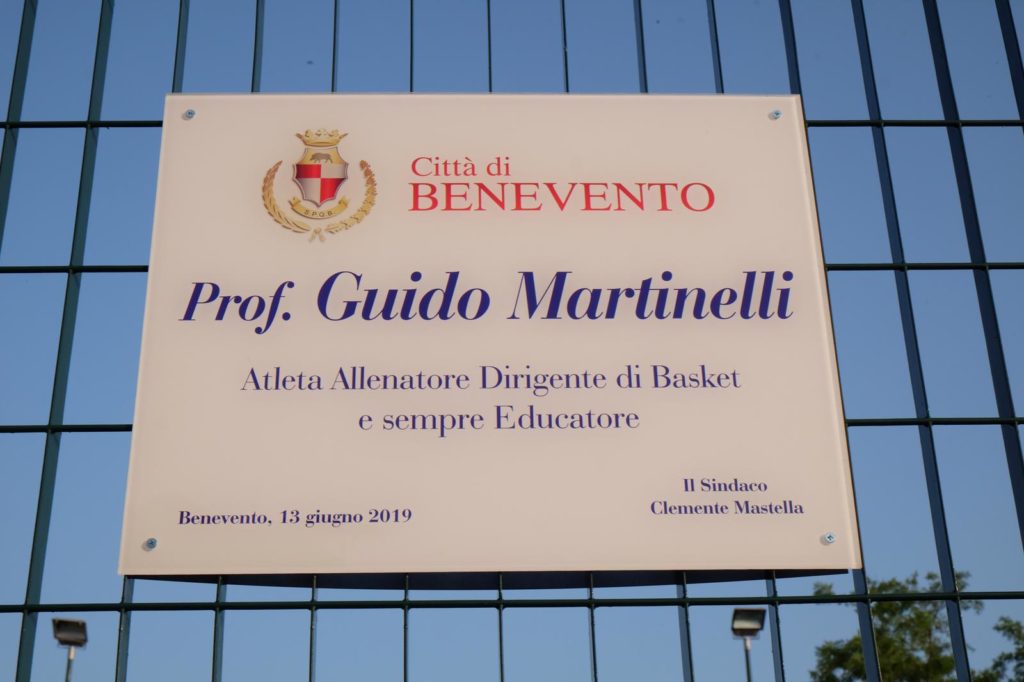 S.P.Q.B.
Città di
BENEVENTO
Prof. Guido Martinelli
Atleta Allenatore Dirigente di Basket
e sempre Educatore
Il Sindaco
Clemente Mastella
Benevento, 13 giugno 2019